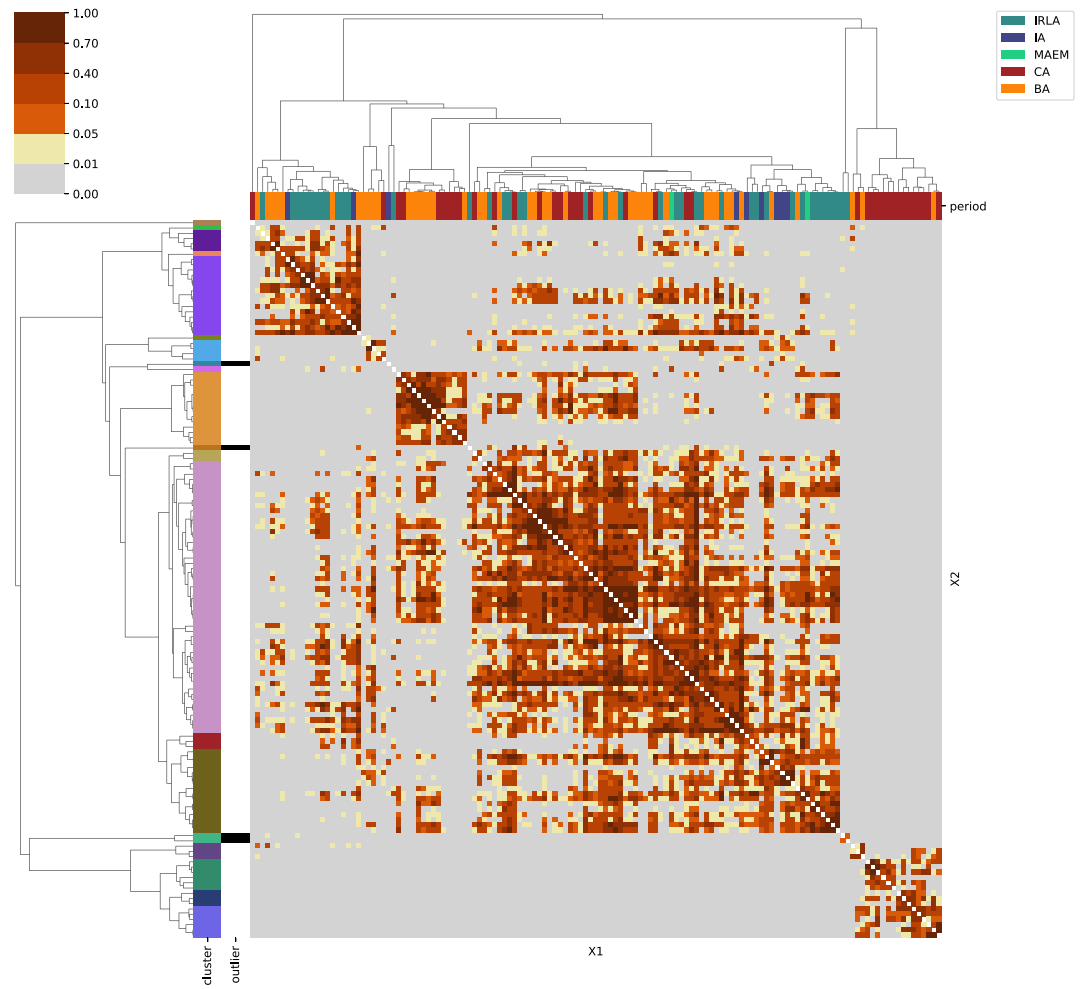 1.00
0.70
0.40
0.10
0.05
0.01
0.00
IRLA
IA
MAEM
CA
BA
period
X2
X1
cluster
outlier